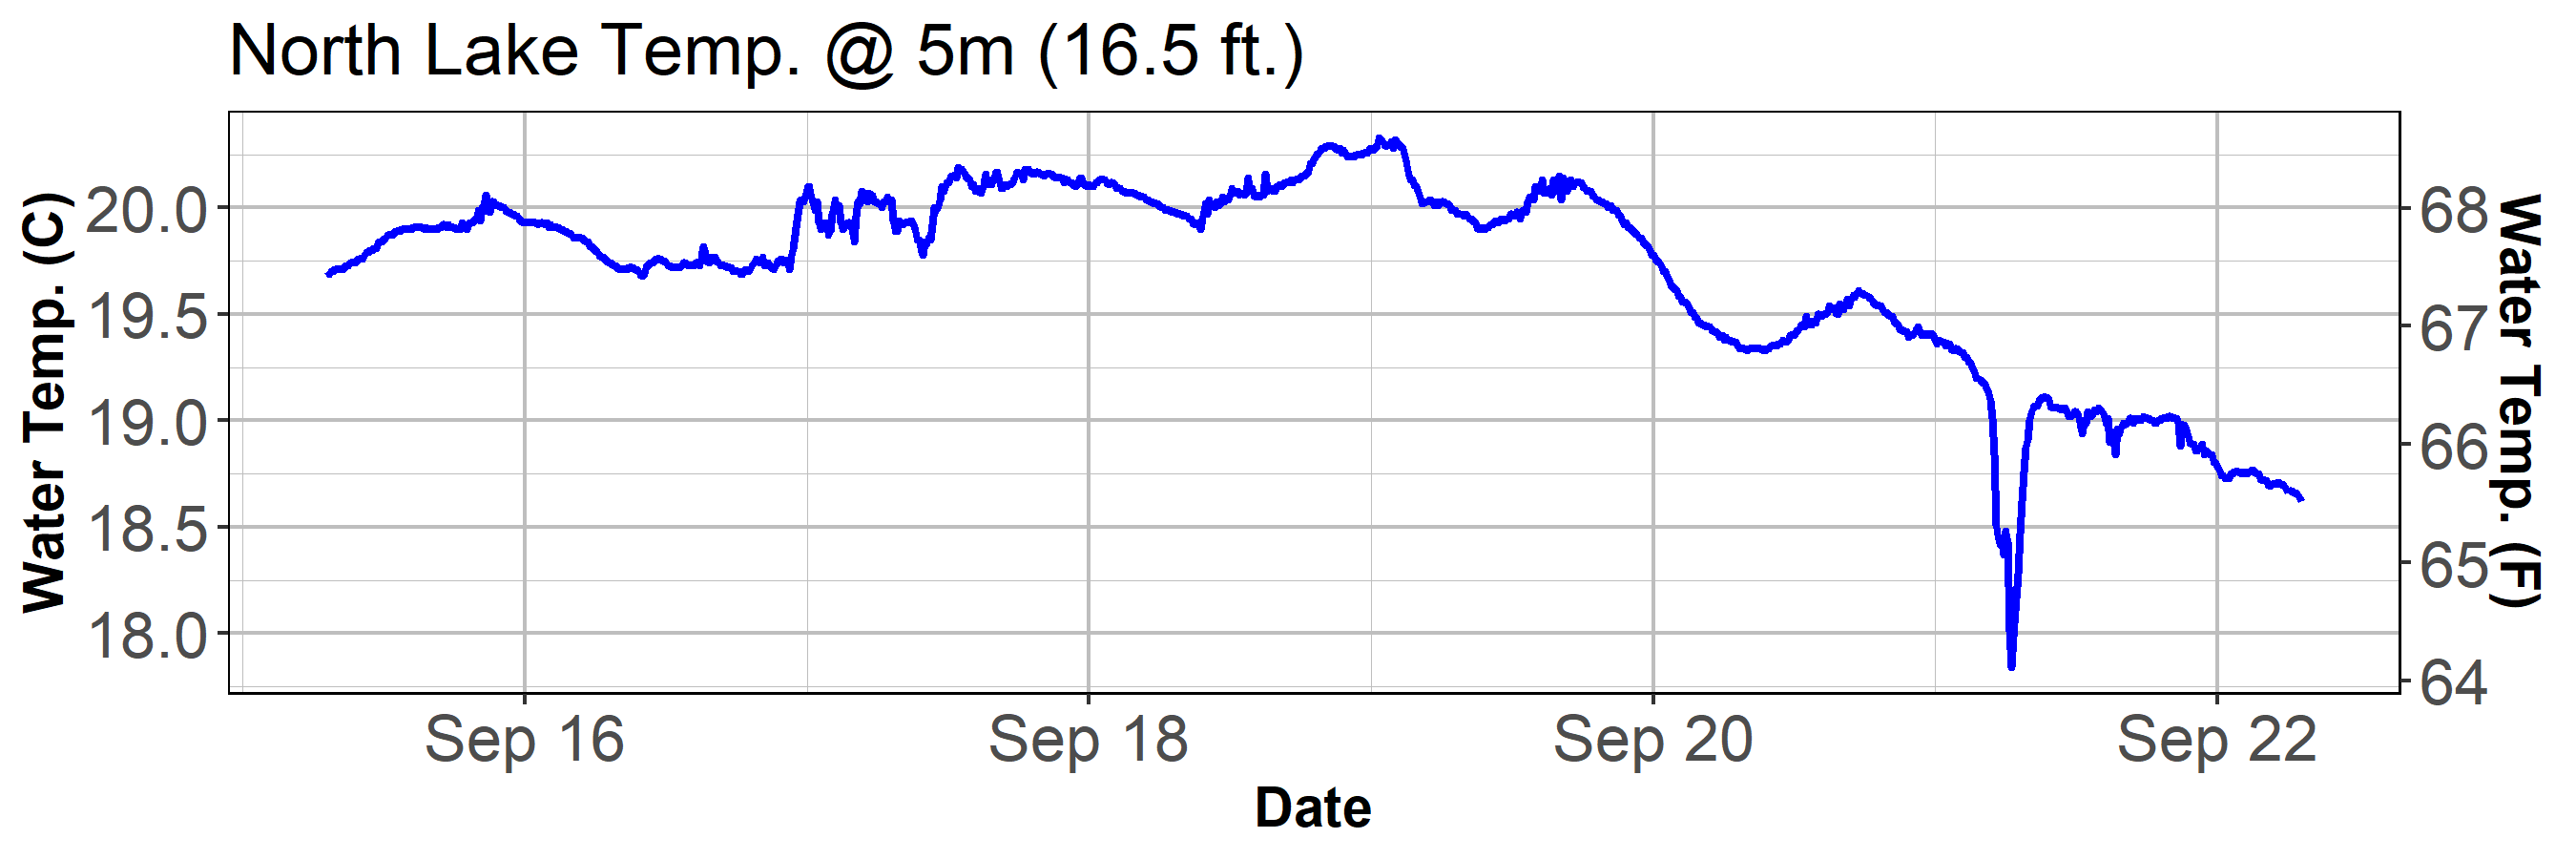 North Lake Temp. @ 5m (16.5 ft.)
Water Temp. (C)
20.0
19.5
19.0
18.5
18.0
68
67
66
65
64
Water Temp. (F)
Sep 16 Sep 18 Sep 20 Sep 22
Date